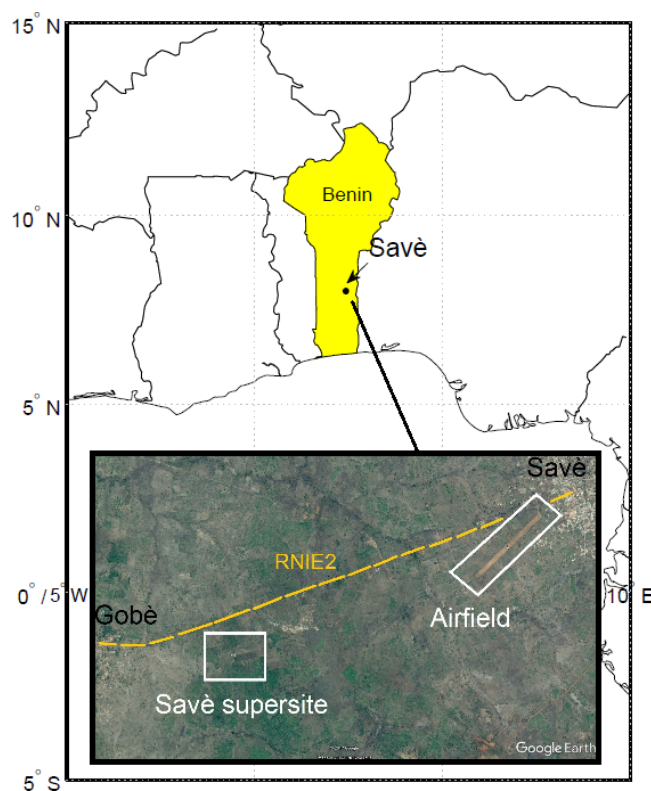 15° N
Benin
10° N
Savè
5° N
Savè
RNIE2
0° / 5° W
10° E
Gobè
Airfield
Savè supersite
Google Earth
5° S